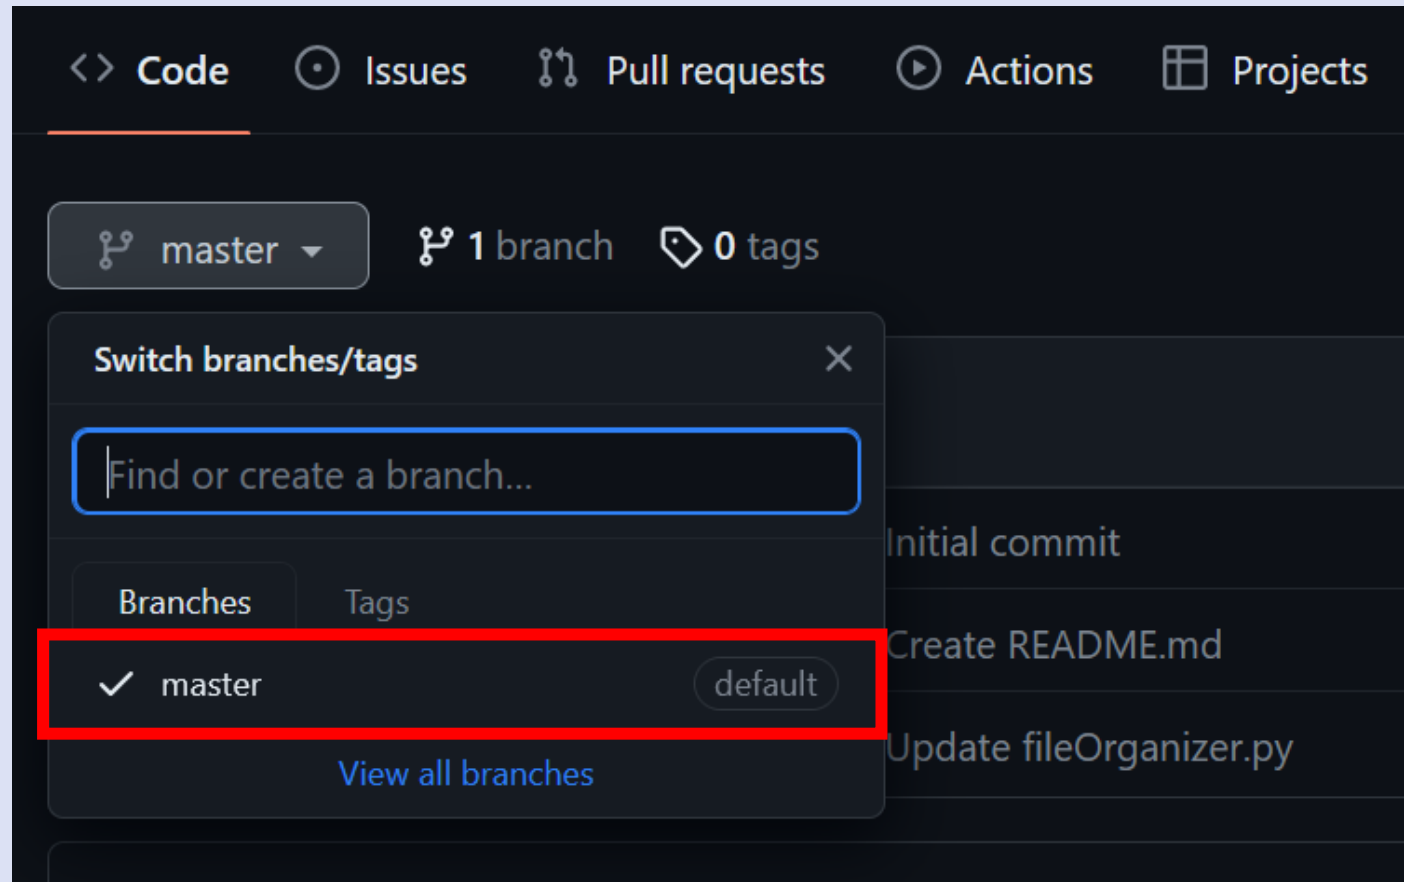 Code Issues Pull requests Actions Projects
master 1 branch 0 tags
Switch branches/tags
Find or create a branch...
Initial commit
Branches Tags
Create README.md
master default
Update fileOrganizer.py
View all branches